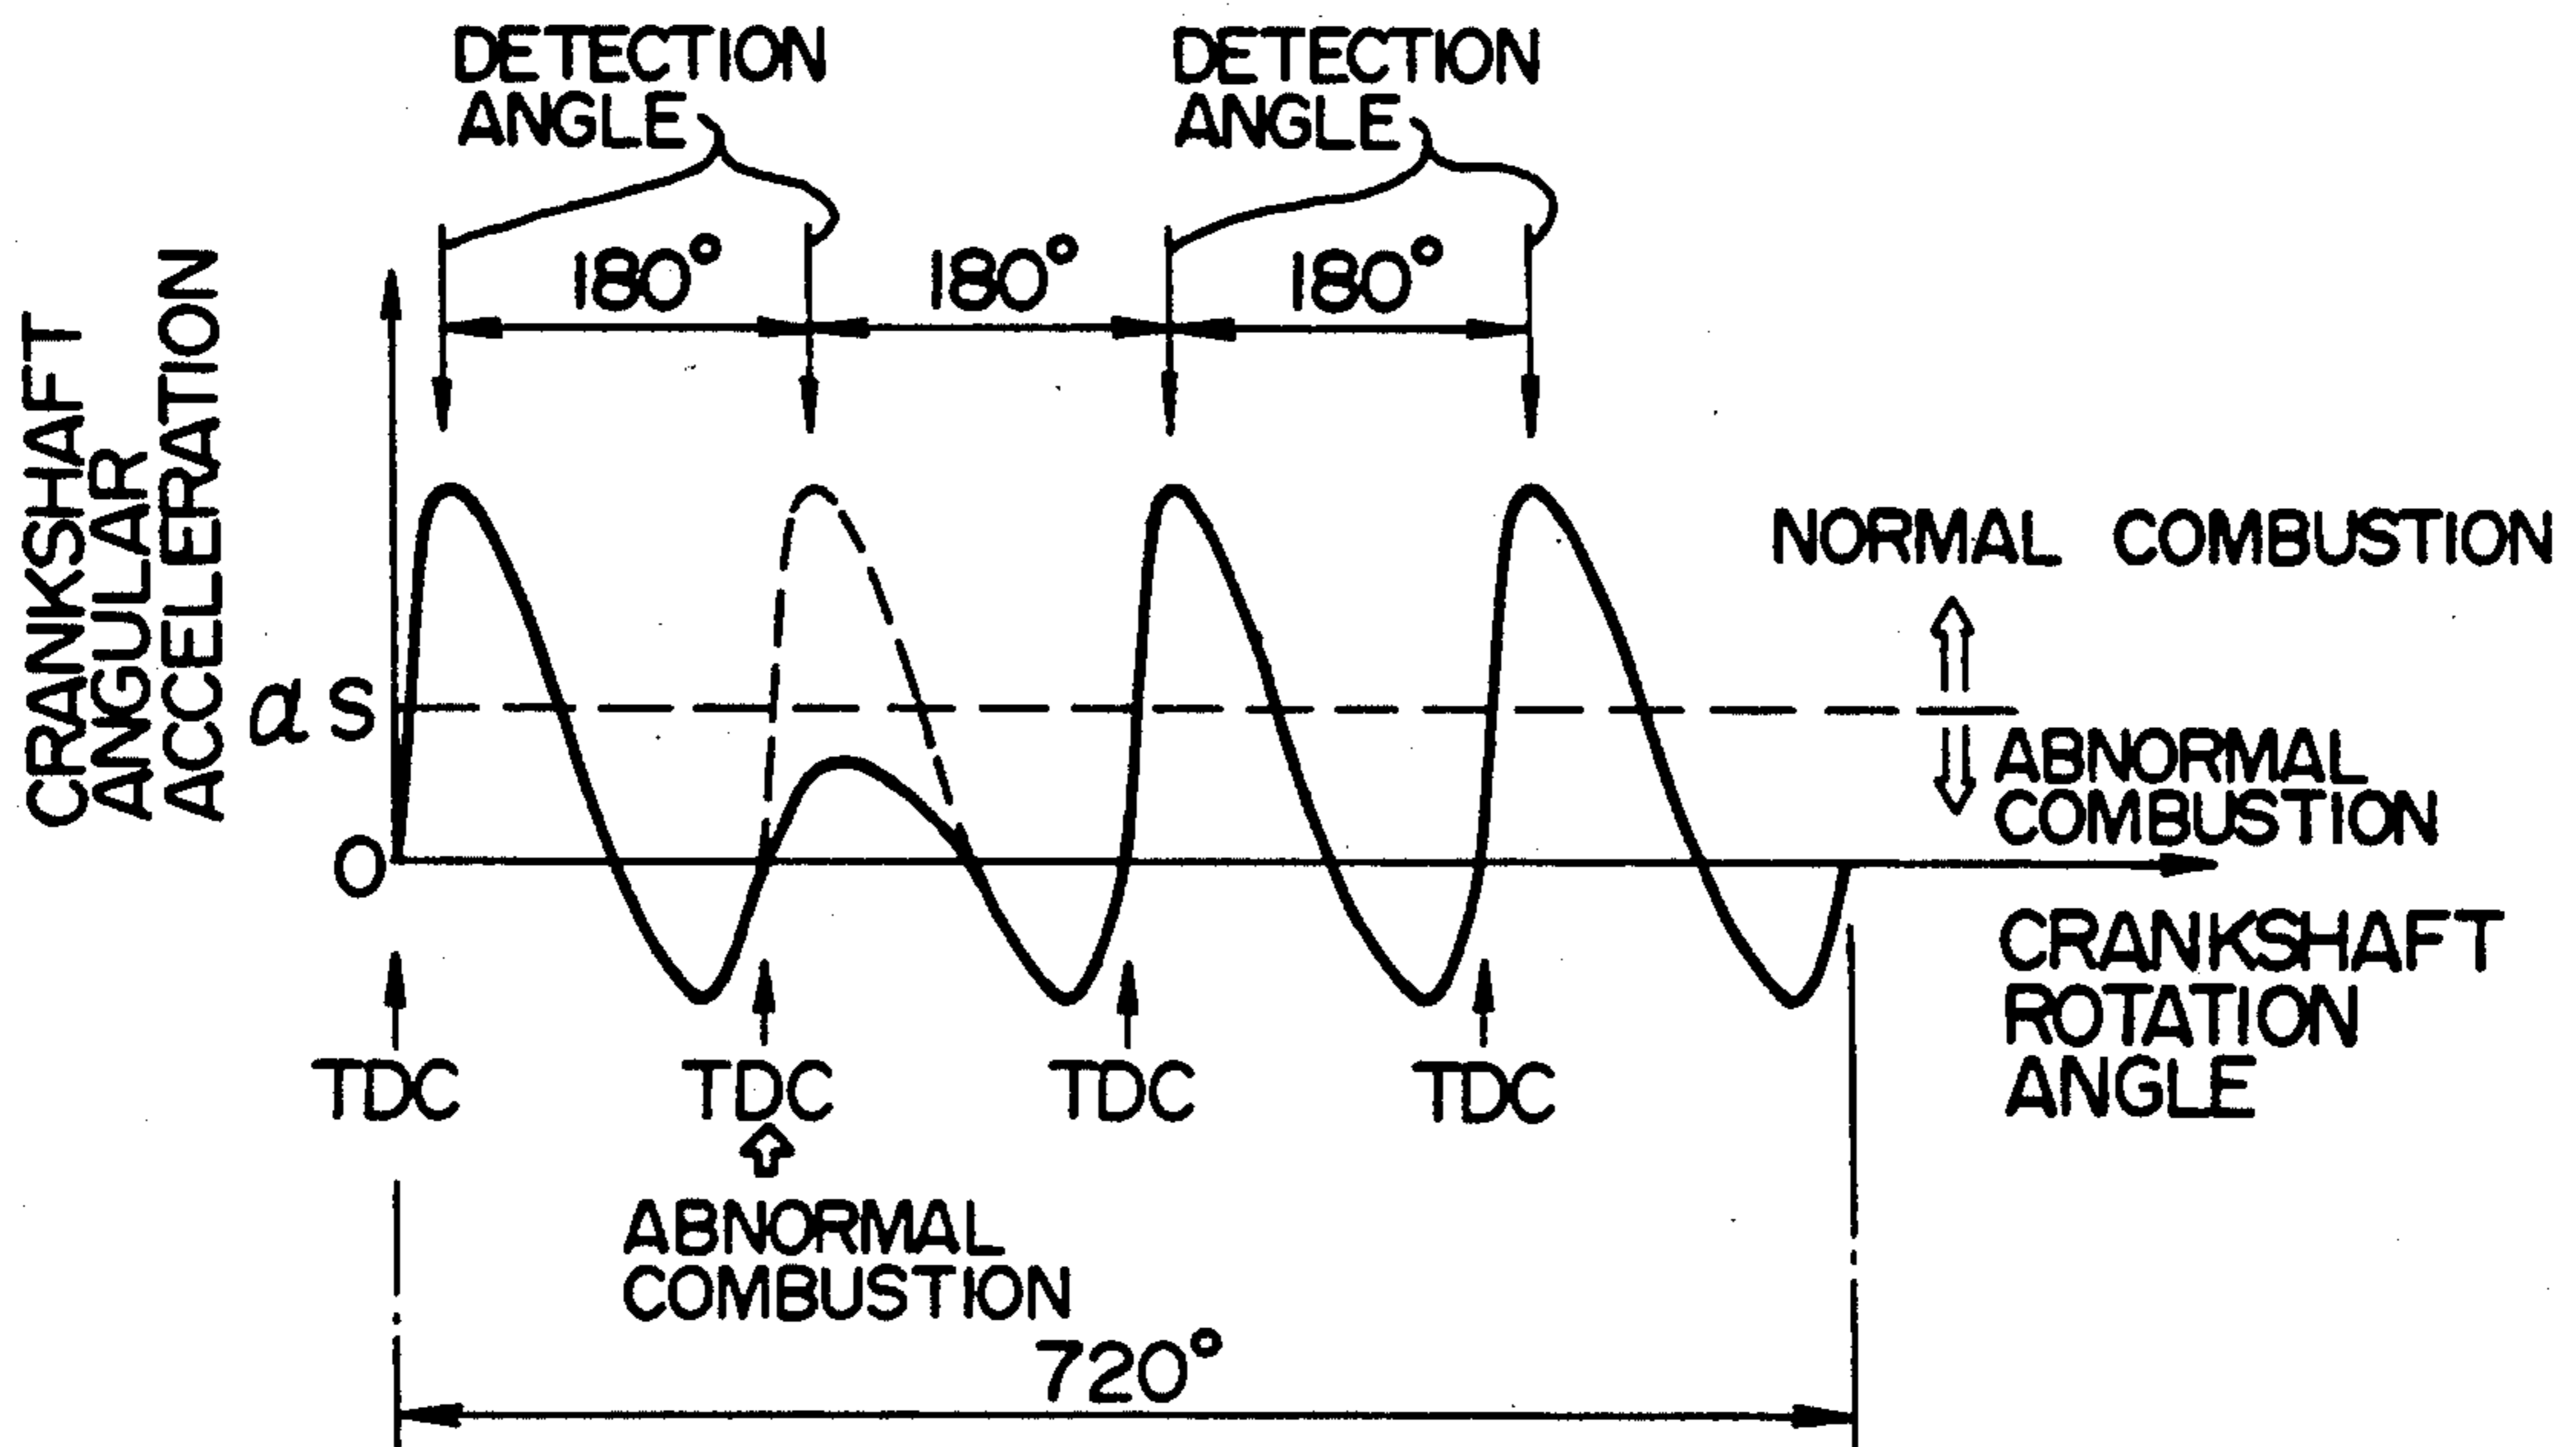 DETECTION
ANGLE
DETECTION
ANGLE
180°
180°
180°
CRANKSHAFT
ANGULAR
ACCELERATION
NORMAL COMBUSTION
α S
ABNORMAL
COMBUSTION
O
CRANKSHAFT
ROTATION
ANGLE
TDC
TDC
TDC
TDC
ABNORMAL
COMBUSTION
720°